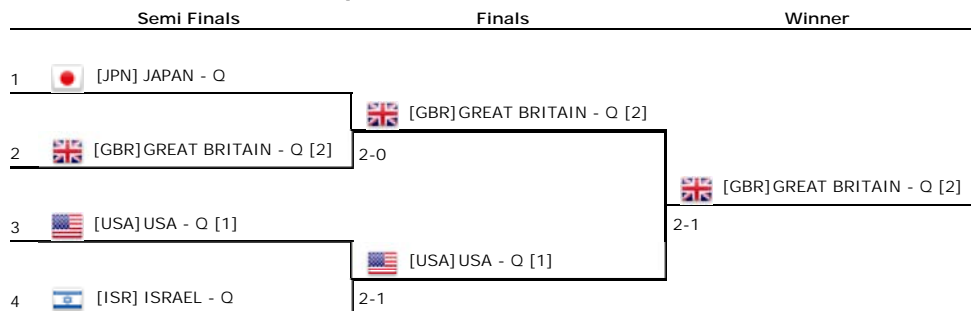 Semi Finals Finals Winner
1 [JPN] JAPAN - Q
[GBR] GREAT BRITAIN - Q [2]
2 [GBR] GREAT BRITAIN - Q [2] 2-0
[GBR] GREAT BRITAIN - Q [2]
3 [USA] USA - Q [1] 2-1
[USA] USA - Q [1]
4 [ISR] ISRAEL - Q 2-1